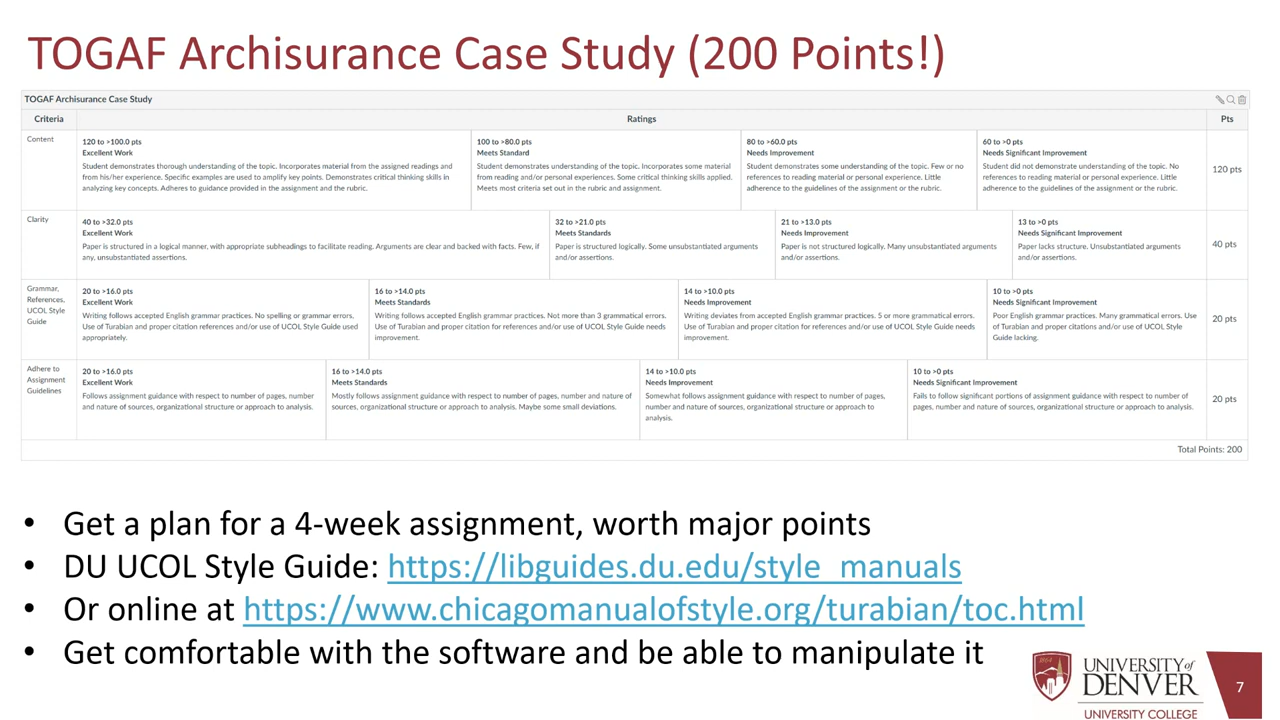 TOGAF Archisurance Case Study (200 Points!)
TOGAF Archisurance Case Study
Criteria
Ratings
Pts
Content
120 to >100.0 pts
Excellent Work
Student demonstrates thorough understanding of the topic. Incorporates material from the assigned readings and
from his/her experience. Specific examples are used to amplify key points. Demonstrates critical thinking skills in
analyzing key concepts. Adheres to guidance provided in the assignment and the rubric.
100 to >80.0 pts
Meets Standard
Student demonstrates understanding of the topic. Incorporates some material
from reading and/or personal experiences. Some critical thinking skills applied.
Meets most criteria set out in the rubric and assignment.
80 to >60.0 pts
Needs Improvement
Student demonstrates some understanding of the topic. Few or no
references to reading material or personal experience. Little
adherence to the guidelines of the assignment or the rubric.
60 to >0 pts
Needs Significant Improvement
Student did not demonstrate understanding of the topic. No
references to reading material or personal experience. Little
adherence to the guidelines of the assignment or the rubric.
120 pts
Clarity
40 to >32.0 pts
Excellent Work
Paper is structured in a logical manner, with appropriate subheadings to facilitate reading. Arguments are clear and backed with facts. Few, if
any, unsubstantiated assertions.
32 to >21.0 pts
Meets Standards
Paper is structured logically. Some unsubstantiated arguments
and/or assertions.
21 to >13.0 pts
Needs Improvement
Paper is not structured logically. Many unsubstantiated arguments
and/or assertions.
13 to >0 pts
Needs Significant Improvement
Paper lacks structure. Unsubstantiated arguments
and/or assertions.
40 pts
Grammar,
References,
UCOL Style
Guide
20 to >16.0 pts
Excellent Work
Writing follows accepted English grammar practices. No spelling or grammar errors.
Use of Turabian and proper citation references and/or use of UCOL Style Guide used
appropriately.
16 to >14.0 pts
Meets Standards
Writing follows accepted English grammar practices. Not more than 3 grammatical errors.
Use of Turabian and proper citation for references and/or use of UCOL Style Guide needs
improvement.
14 to >10.0 pts
Needs Improvement
Writing deviates from accepted English grammar practices. 5 or more grammatical errors.
Use of Turabian and proper citation for references and/or use of UCOL Style Guide needs
improvement.
10 to >0 pts
Needs Significant Improvement
Poor English grammar practices. Many grammatical errors. Use
of Turabian and proper citations and/or use of UCOL Style
Guide lacking.
20 pts
Adhere to
Assignment
Guidelines
20 to >16.0 pts
Excellent Work
Follows assignment guidance with respect to number of pages, number
and nature of sources, organizational structure or approach to analysis.
16 to >14.0 pts
Meets Standards
Mostly follows assignment guidance with respect to number of pages, number and nature of
sources, organizational structure or approach to analysis. Maybe some small deviations.
14 to >10.0 pts
Needs Improvement
Somewhat follows assignment guidance with respect to number of pages,
number and nature of sources, organizational structure or approach to
analysis.
10 to >0 pts
Needs Significant Improvement
Fails to follow significant portions of assignment guidance with respect to number of
pages, number and nature of sources, organizational structure or approach to analysis.
20 pts
Total Points: 200
• Get a plan for a 4-week assignment, worth major points
• DU UCOL Style Guide: https://libguides.du.edu/style_manuals
• Or online at https://www.chicagomanualofstyle.org/turabian/toc.html
• Get comfortable with the software and be able to manipulate it
1864
UNIVERSITY of
DENVER
UNIVERSITY COLLEGE
7